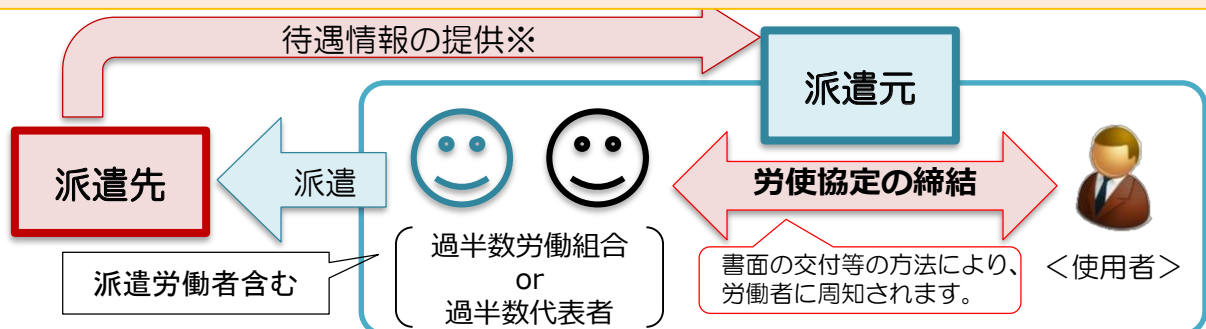 待遇情報の提供※
派遣元
派遣先
派遣
労使協定の締結
過半数労働組合
or
過半数代表者
派遣労働者含む
書面の交付等の方法により、
労働者に周知されます。
＜使用者＞